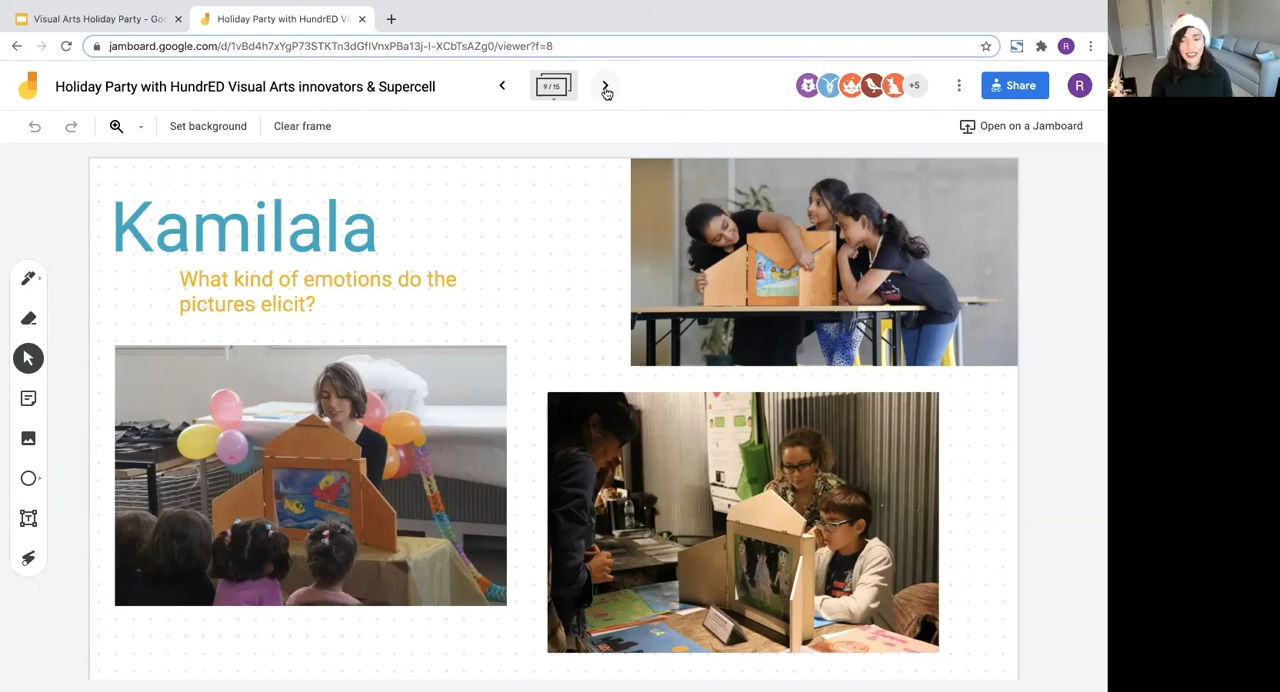 Visual Arts Holiday Party - Goo
Holiday Party with HundrED Vi
jamboard.google.com/d/1vBd4h7xYgP73STKTn3dGflVnxPBa13j-l-XCbTsAZg0/viewer?f=8
R
Holiday Party with HundrED Visual Arts innovators & Supercell
9 / 15
+5
Share
R
Set background
Clear frame
Open on a Jamboard
Kamilala
What kind of emotions do the
pictures elicit?